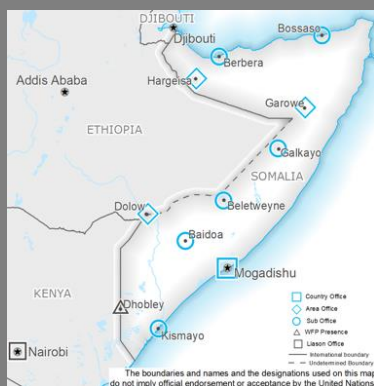 DJIBOUTI
Djibouti
Bossaso
Berbera
Addis Ababa
Hargeisa
Garowe
ETHIOPIA
Galkayo
SOMALIA
Dolow
Beletweyne
Baidoa
Mogadishu
KENYA
Dhobley
Kismayo
Nairobi
Country Office
Area Office
Sub Office
WFP Presence
Liason Office
International boundary
Undetermined Boundary
The boundaries and names and the designations used on this map
do not imply official endorsement or acceptance by the United Nations